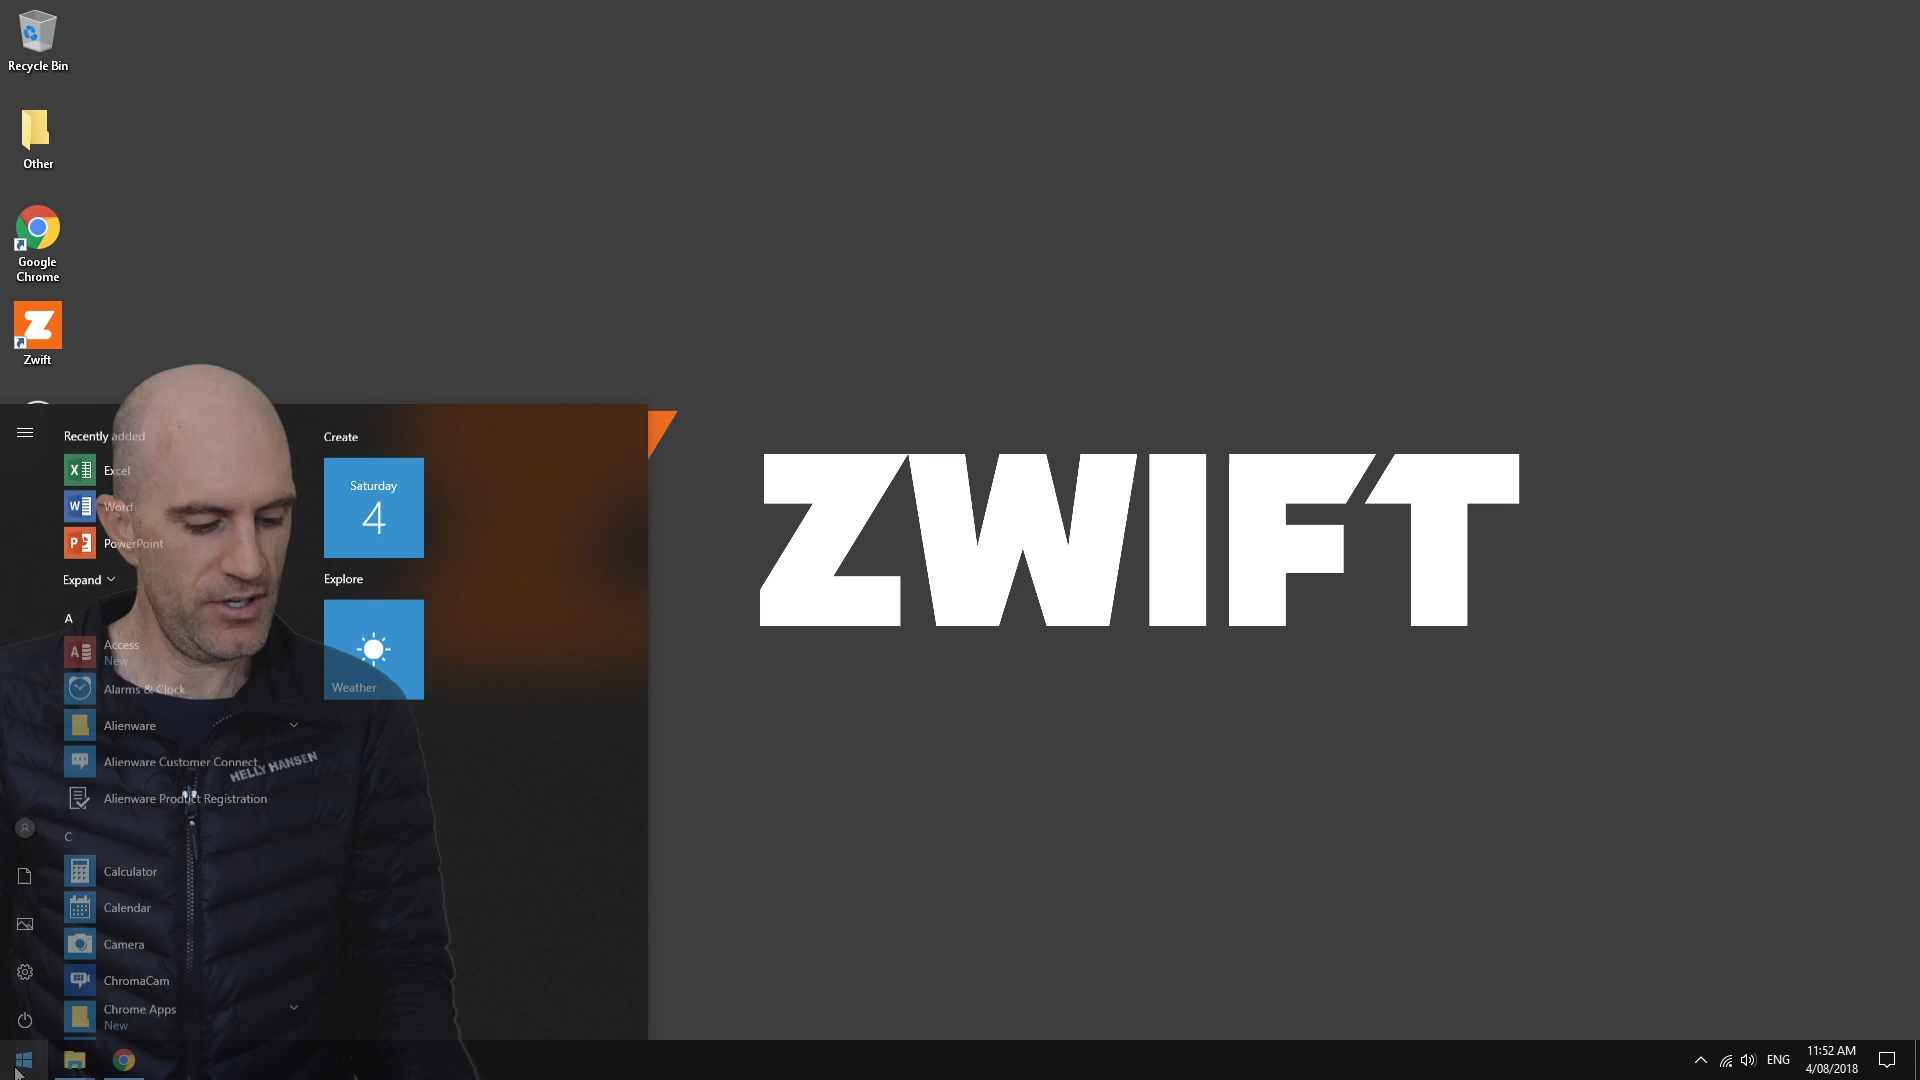 Recycle Bin
Other
Google
Chrome
Zwift
Recently added
Excel
Word
PowerPoint
Expand
A
Access
New
Alarms & Clock
Alienware
Alienware Customer Connect
Alienware Product Registration
C
Calculator
Calendar
Camera
ChromaCam
Chrome Apps
New
Create
Saturday
4
Explore
Weather
HELLY HANSEN
ZWIFT
ENG
11:52 AM
4/08/2018